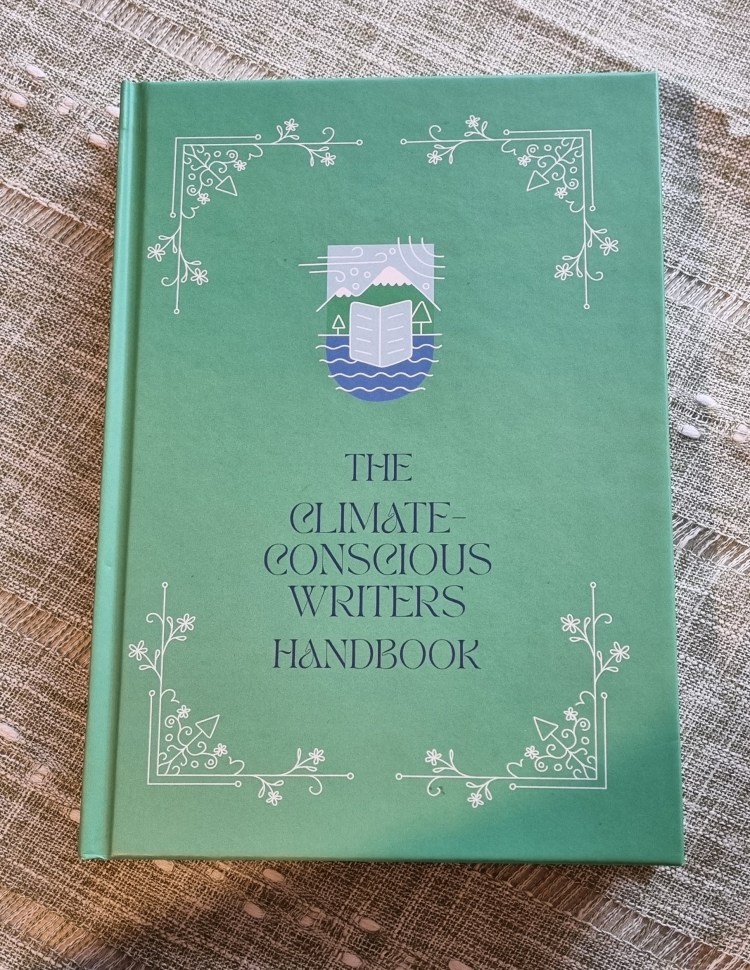 THE
CLIMATE-
CONSCIOUS
WRITERS
HANDBOOK